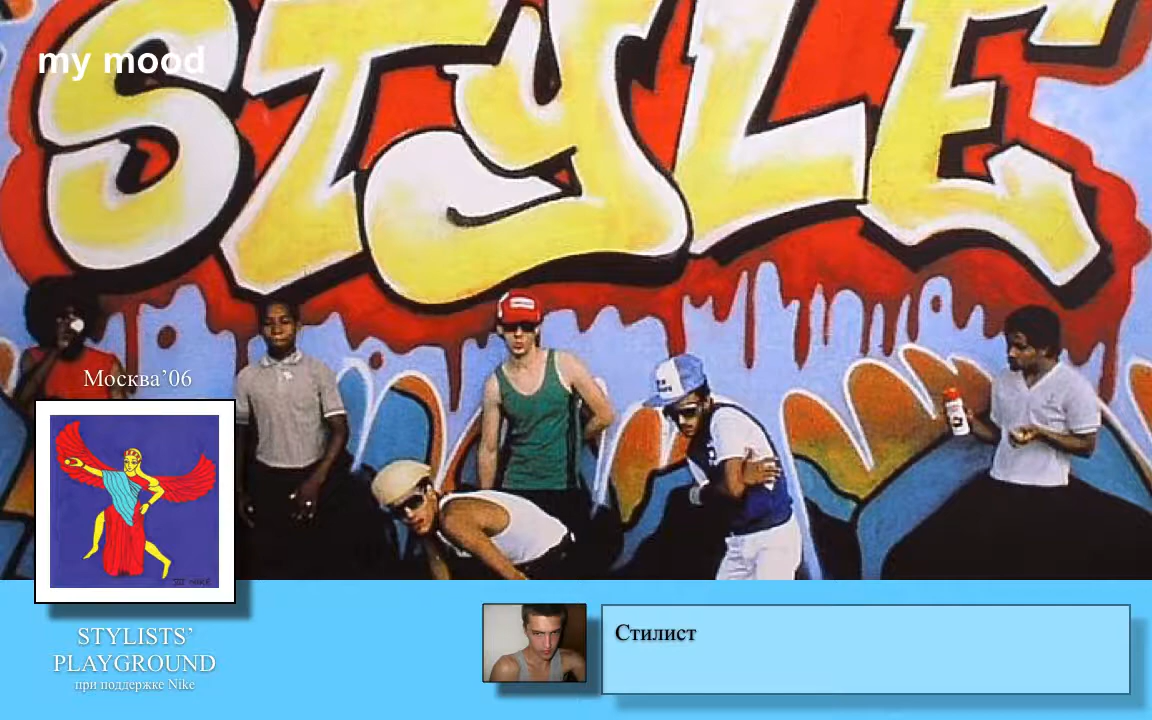 STYLE
my mood
Москва’06
STYLISTS’
PLAYGROUND
при поддержке Nike
Стилист